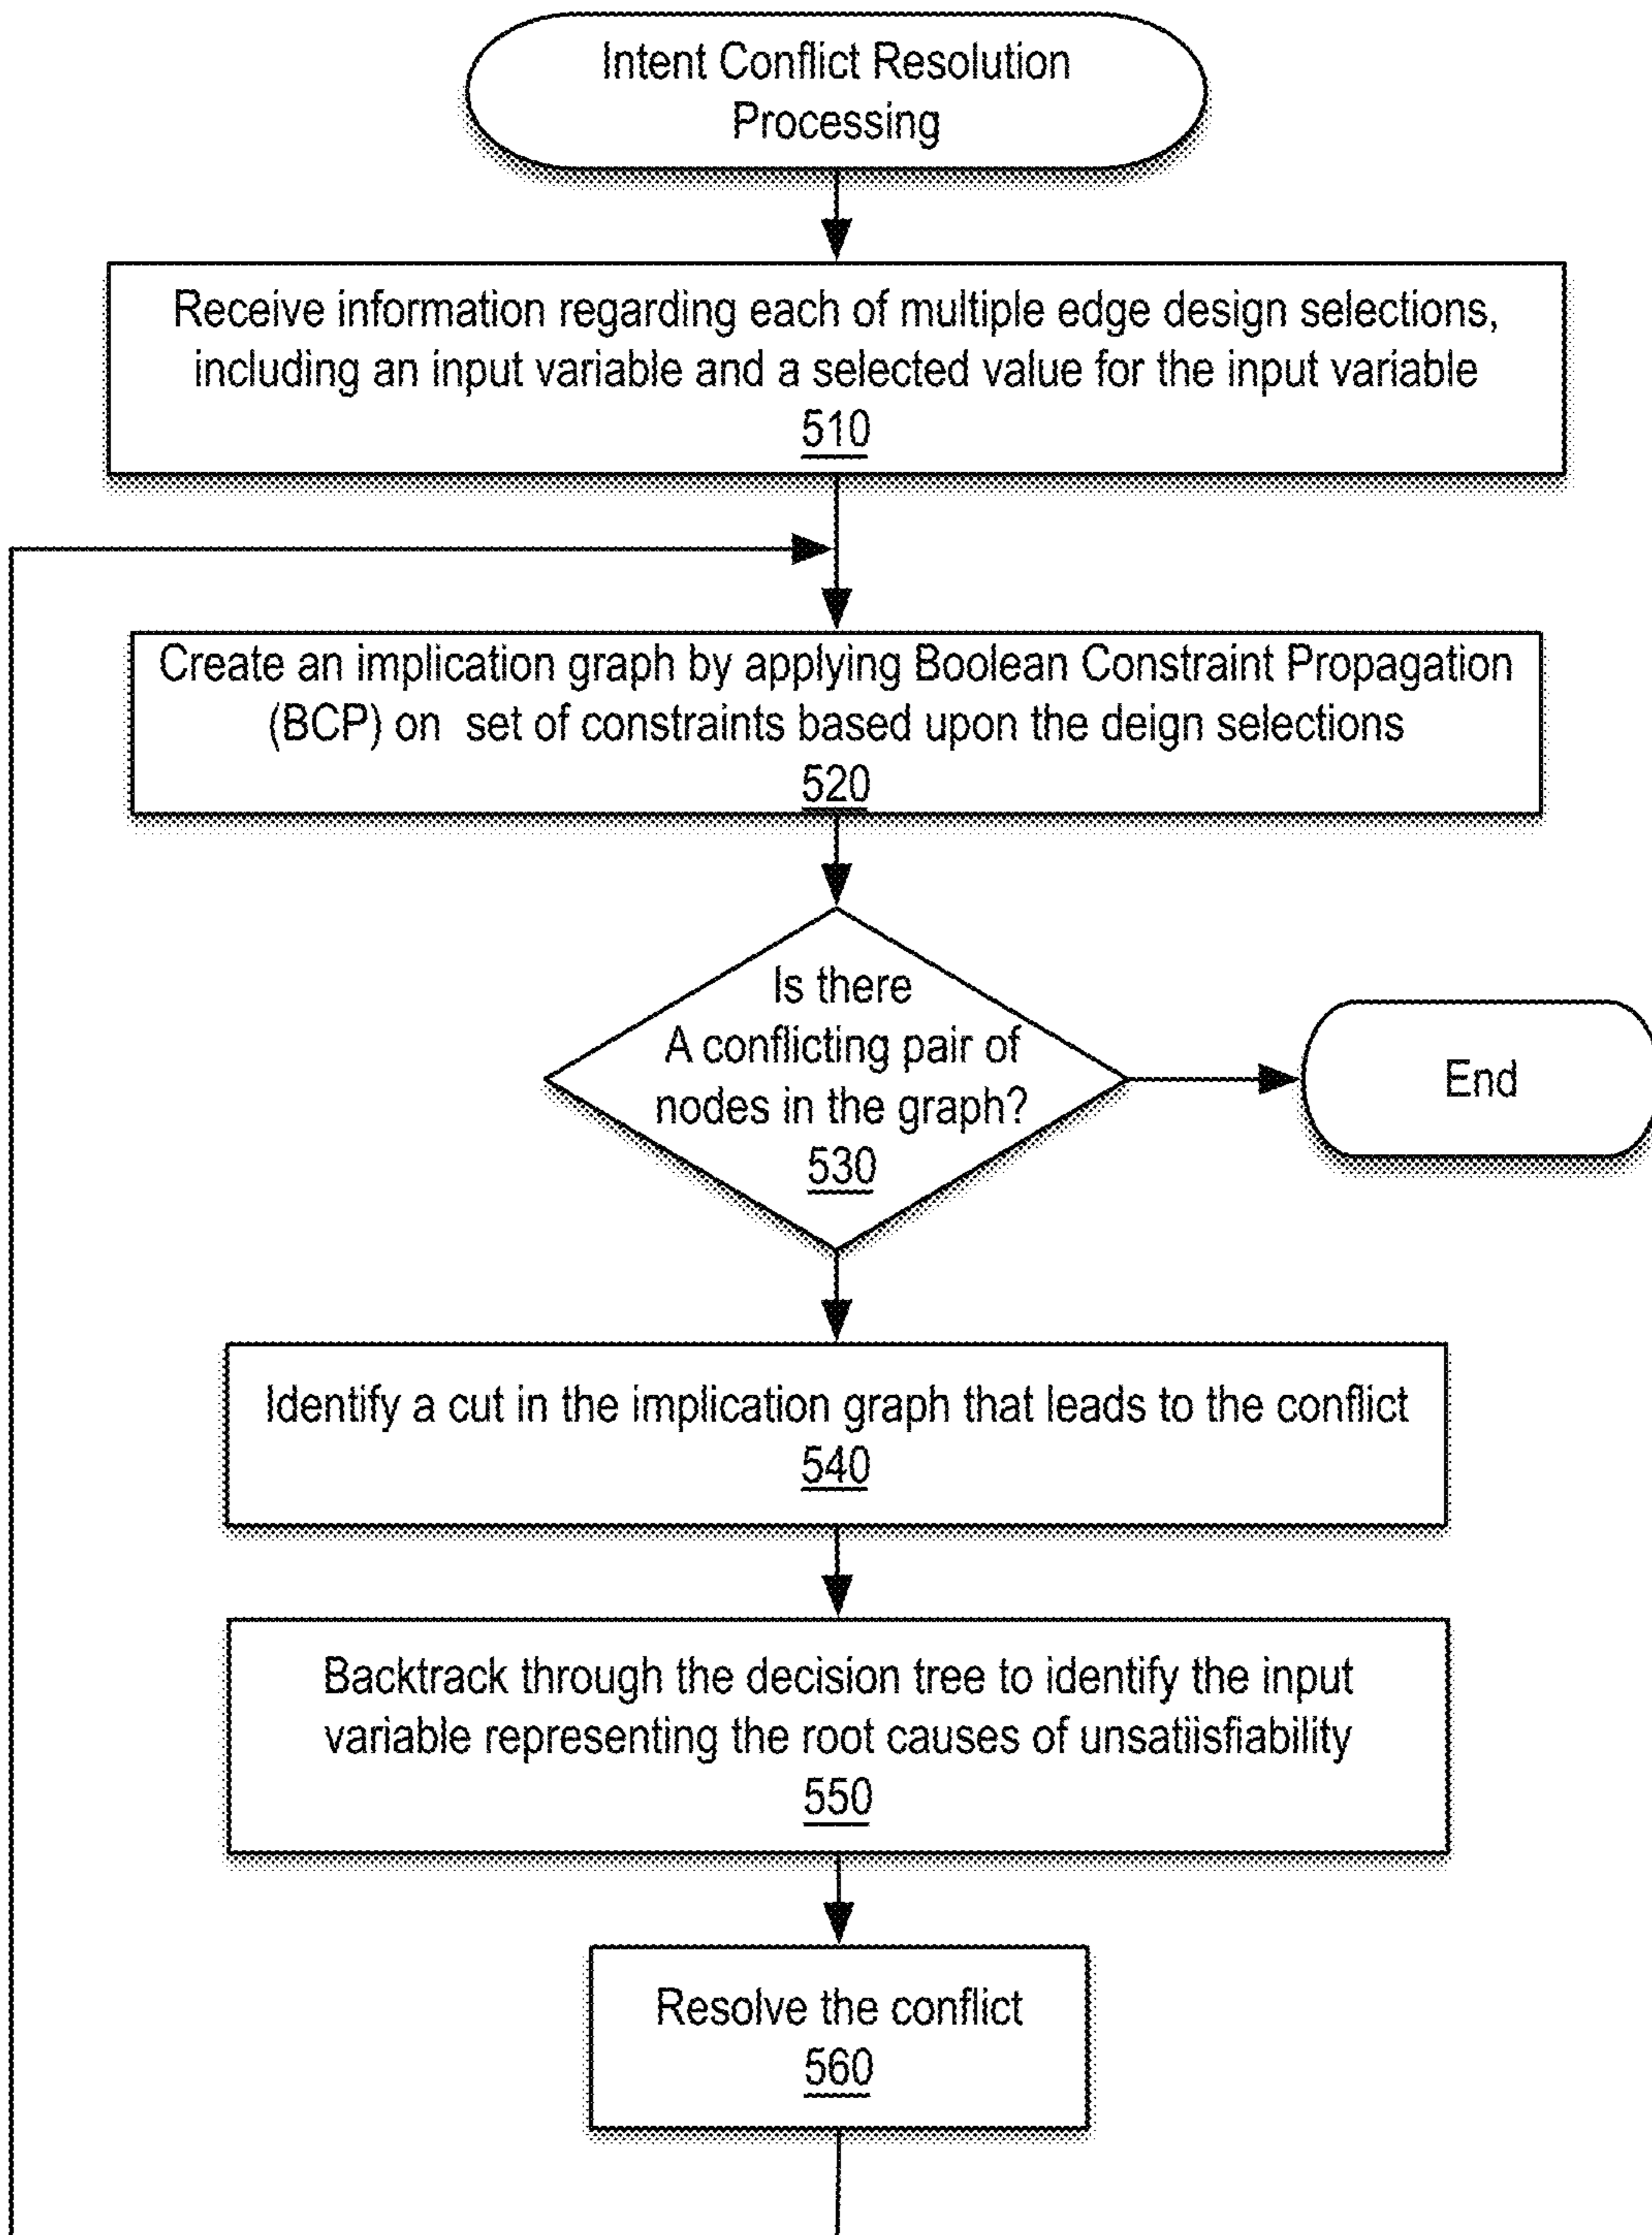 Intent Conflict Resolution
Processing
Receive information regarding each of multiple edge design selections,
including an input variable and a selected value for the input variable
510
Create an implication graph by applying Boolean Constraint Propagation
(BCP) on set of constraints based upon the deign selections
520
Is there
A conflicting pair of
nodes in the graph?
530
End
Identify a cut in the implication graph that leads to the conflict
540
Backtrack through the decision tree to identify the input
variable representing the root causes of unsatiisfiability
550
Resolve the conflict
560